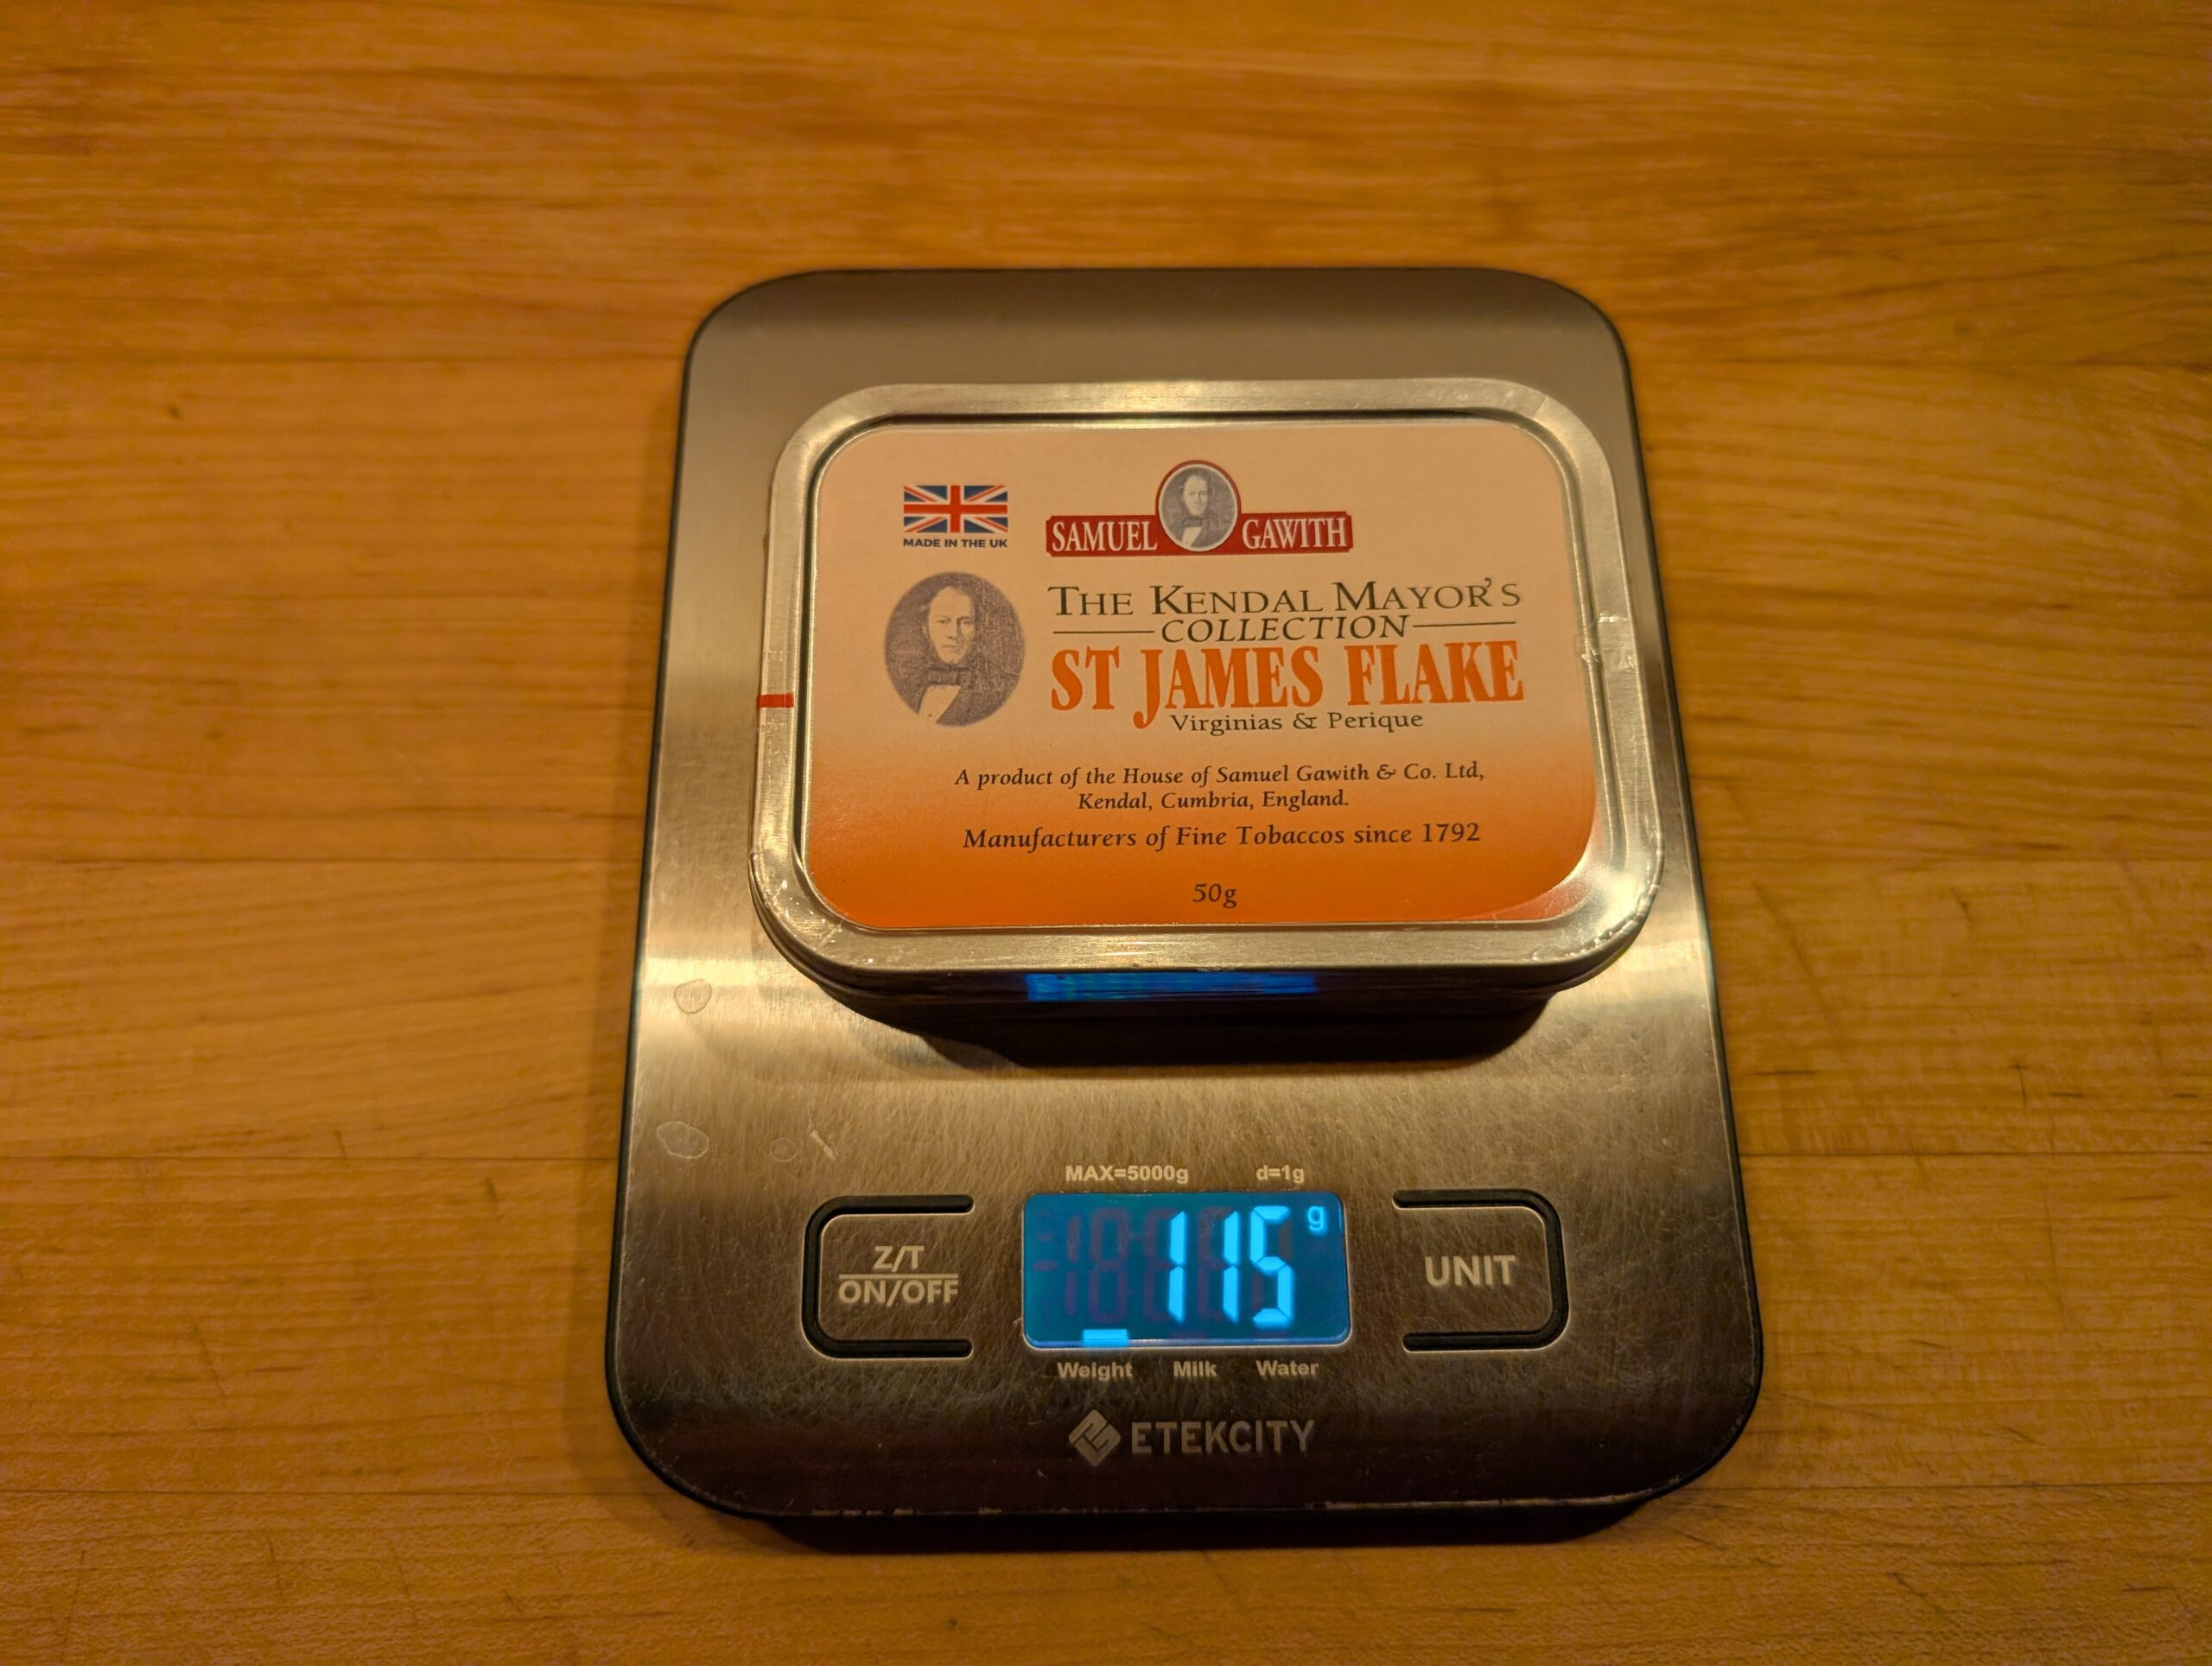 SAMUEL GAWITH
MADE IN THE UK
THE KENDAL MAYOR'S
COLLECTION
ST JAMES FLAKE
Virginias & Perique
A product of the House of Samuel Gawith & Co. Ltd,
Kendal, Cumbria, England.
Manufacturers of Fine Tobaccos since 1792
50g
MAX=5000g d=1g
Z/T
ON/OFF
115 g
UNIT
Weight Milk Water
ETEKCITY